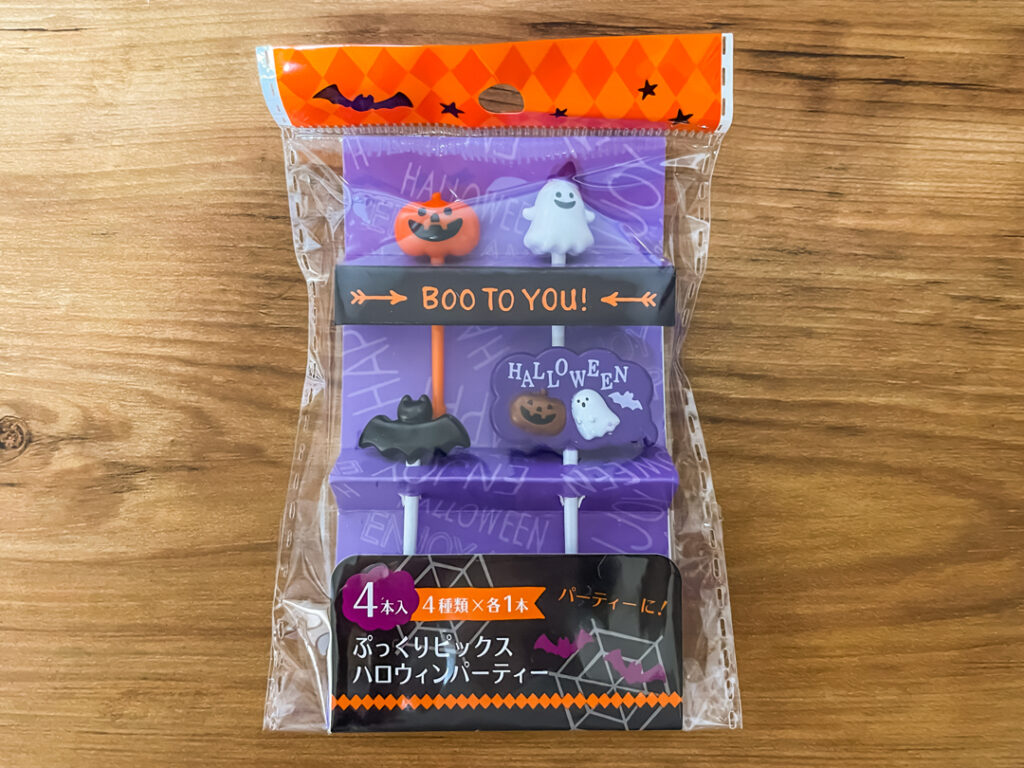 HALLOWEEN
BOO TO YOU!
HALLOWEEN
ENJOY
HALLOWEEN
ENJOY
4本入
4種類×各1本
パーティーに!
ぷっくりピックス
ハロウィンパーティー